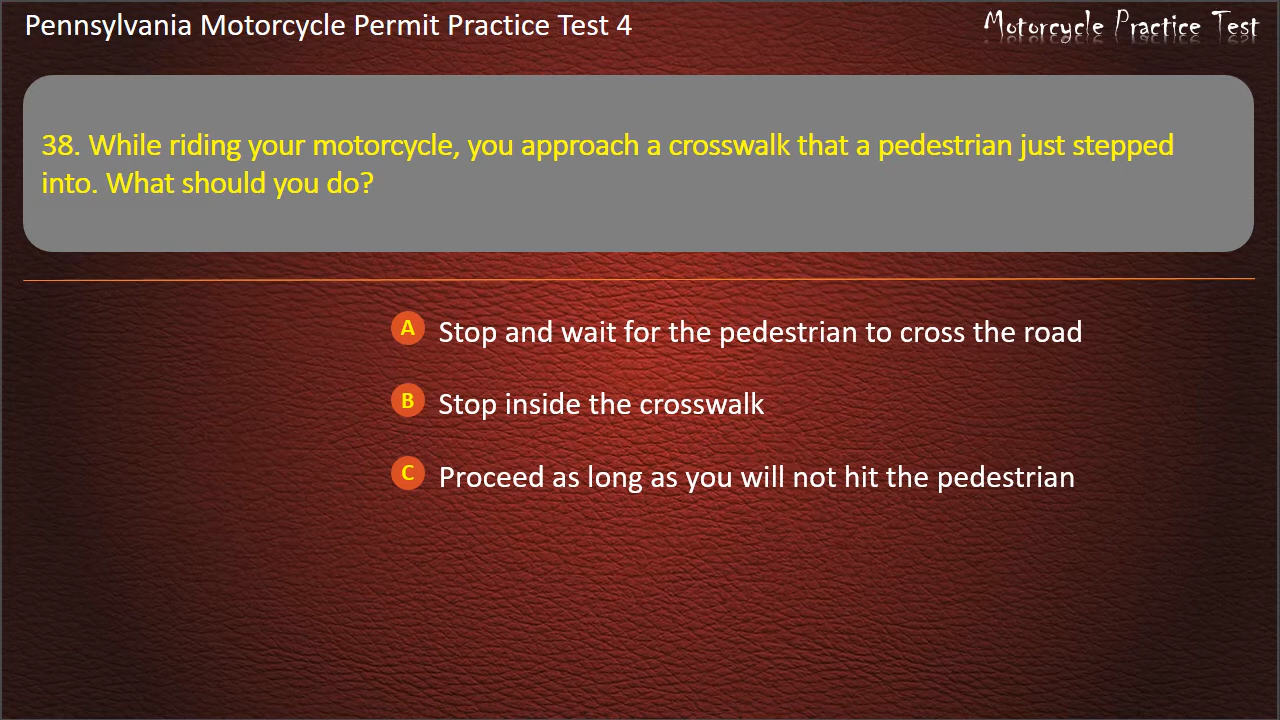 Pennsylvania Motorcycle Permit Practice Test 4
Motorcycle Practice Test
38. While riding your motorcycle, you approach a crosswalk that a pedestrian just stepped
into. What should you do?
A Stop and wait for the pedestrian to cross the road
B Stop inside the crosswalk
C Proceed as long as you will not hit the pedestrian